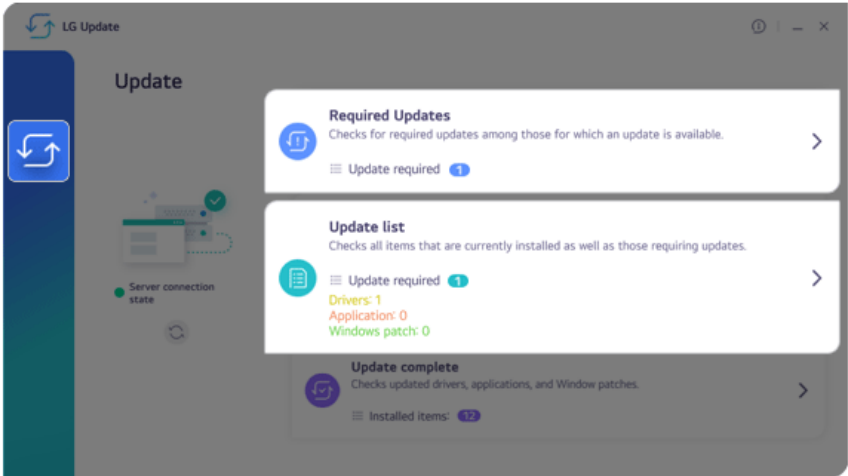 LG Update
Update
Required Updates
Checks for required updates among those for which an update is available.
Update required 1
Update list
Checks all items that are currently installed as well as those requiring updates.
Update required 1
Drivers: 1
Application: 0
Windows patch: 0
Server connection
state
Update complete
Checks updated drivers, applications, and Window patches.
Installed items: 12